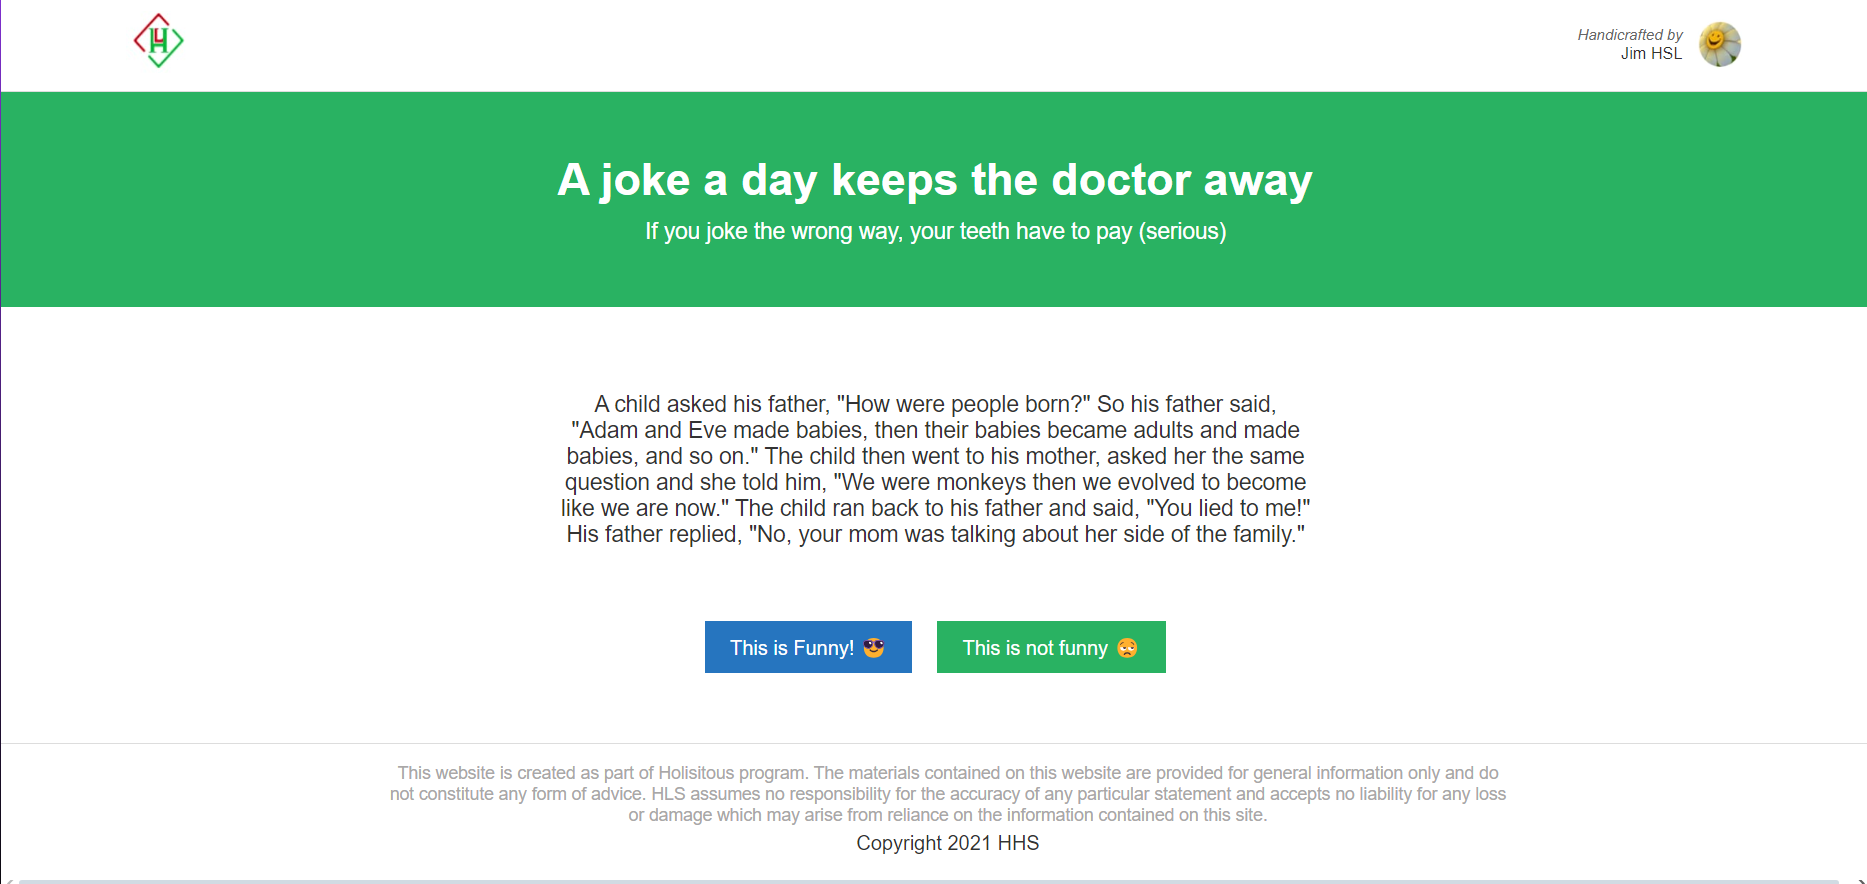 Handicrafted by
Jim HSL
A joke a day keeps the doctor away
If you joke the wrong way, your teeth have to pay (serious)
A child asked his father, "How were people born?" So his father said,
"Adam and Eve made babies, then their babies became adults and made
babies, and so on." The child then went to his mother, asked her the same
question and she told him, "We were monkeys then we evolved to become
like we are now." The child ran back to his father and said, "You lied to me!"
His father replied, "No, your mom was talking about her side of the family."
This is Funny! 😎
This is not funny 😥
This website is created as part of Holisitous program. The materials contained on this website are provided for general information only and do
not constitute any form of advice. HLS assumes no responsibility for the accuracy of any particular statement and accepts no liability for any loss
or damage which may arise from reliance on the information contained on this site.
Copyright 2021 HHS